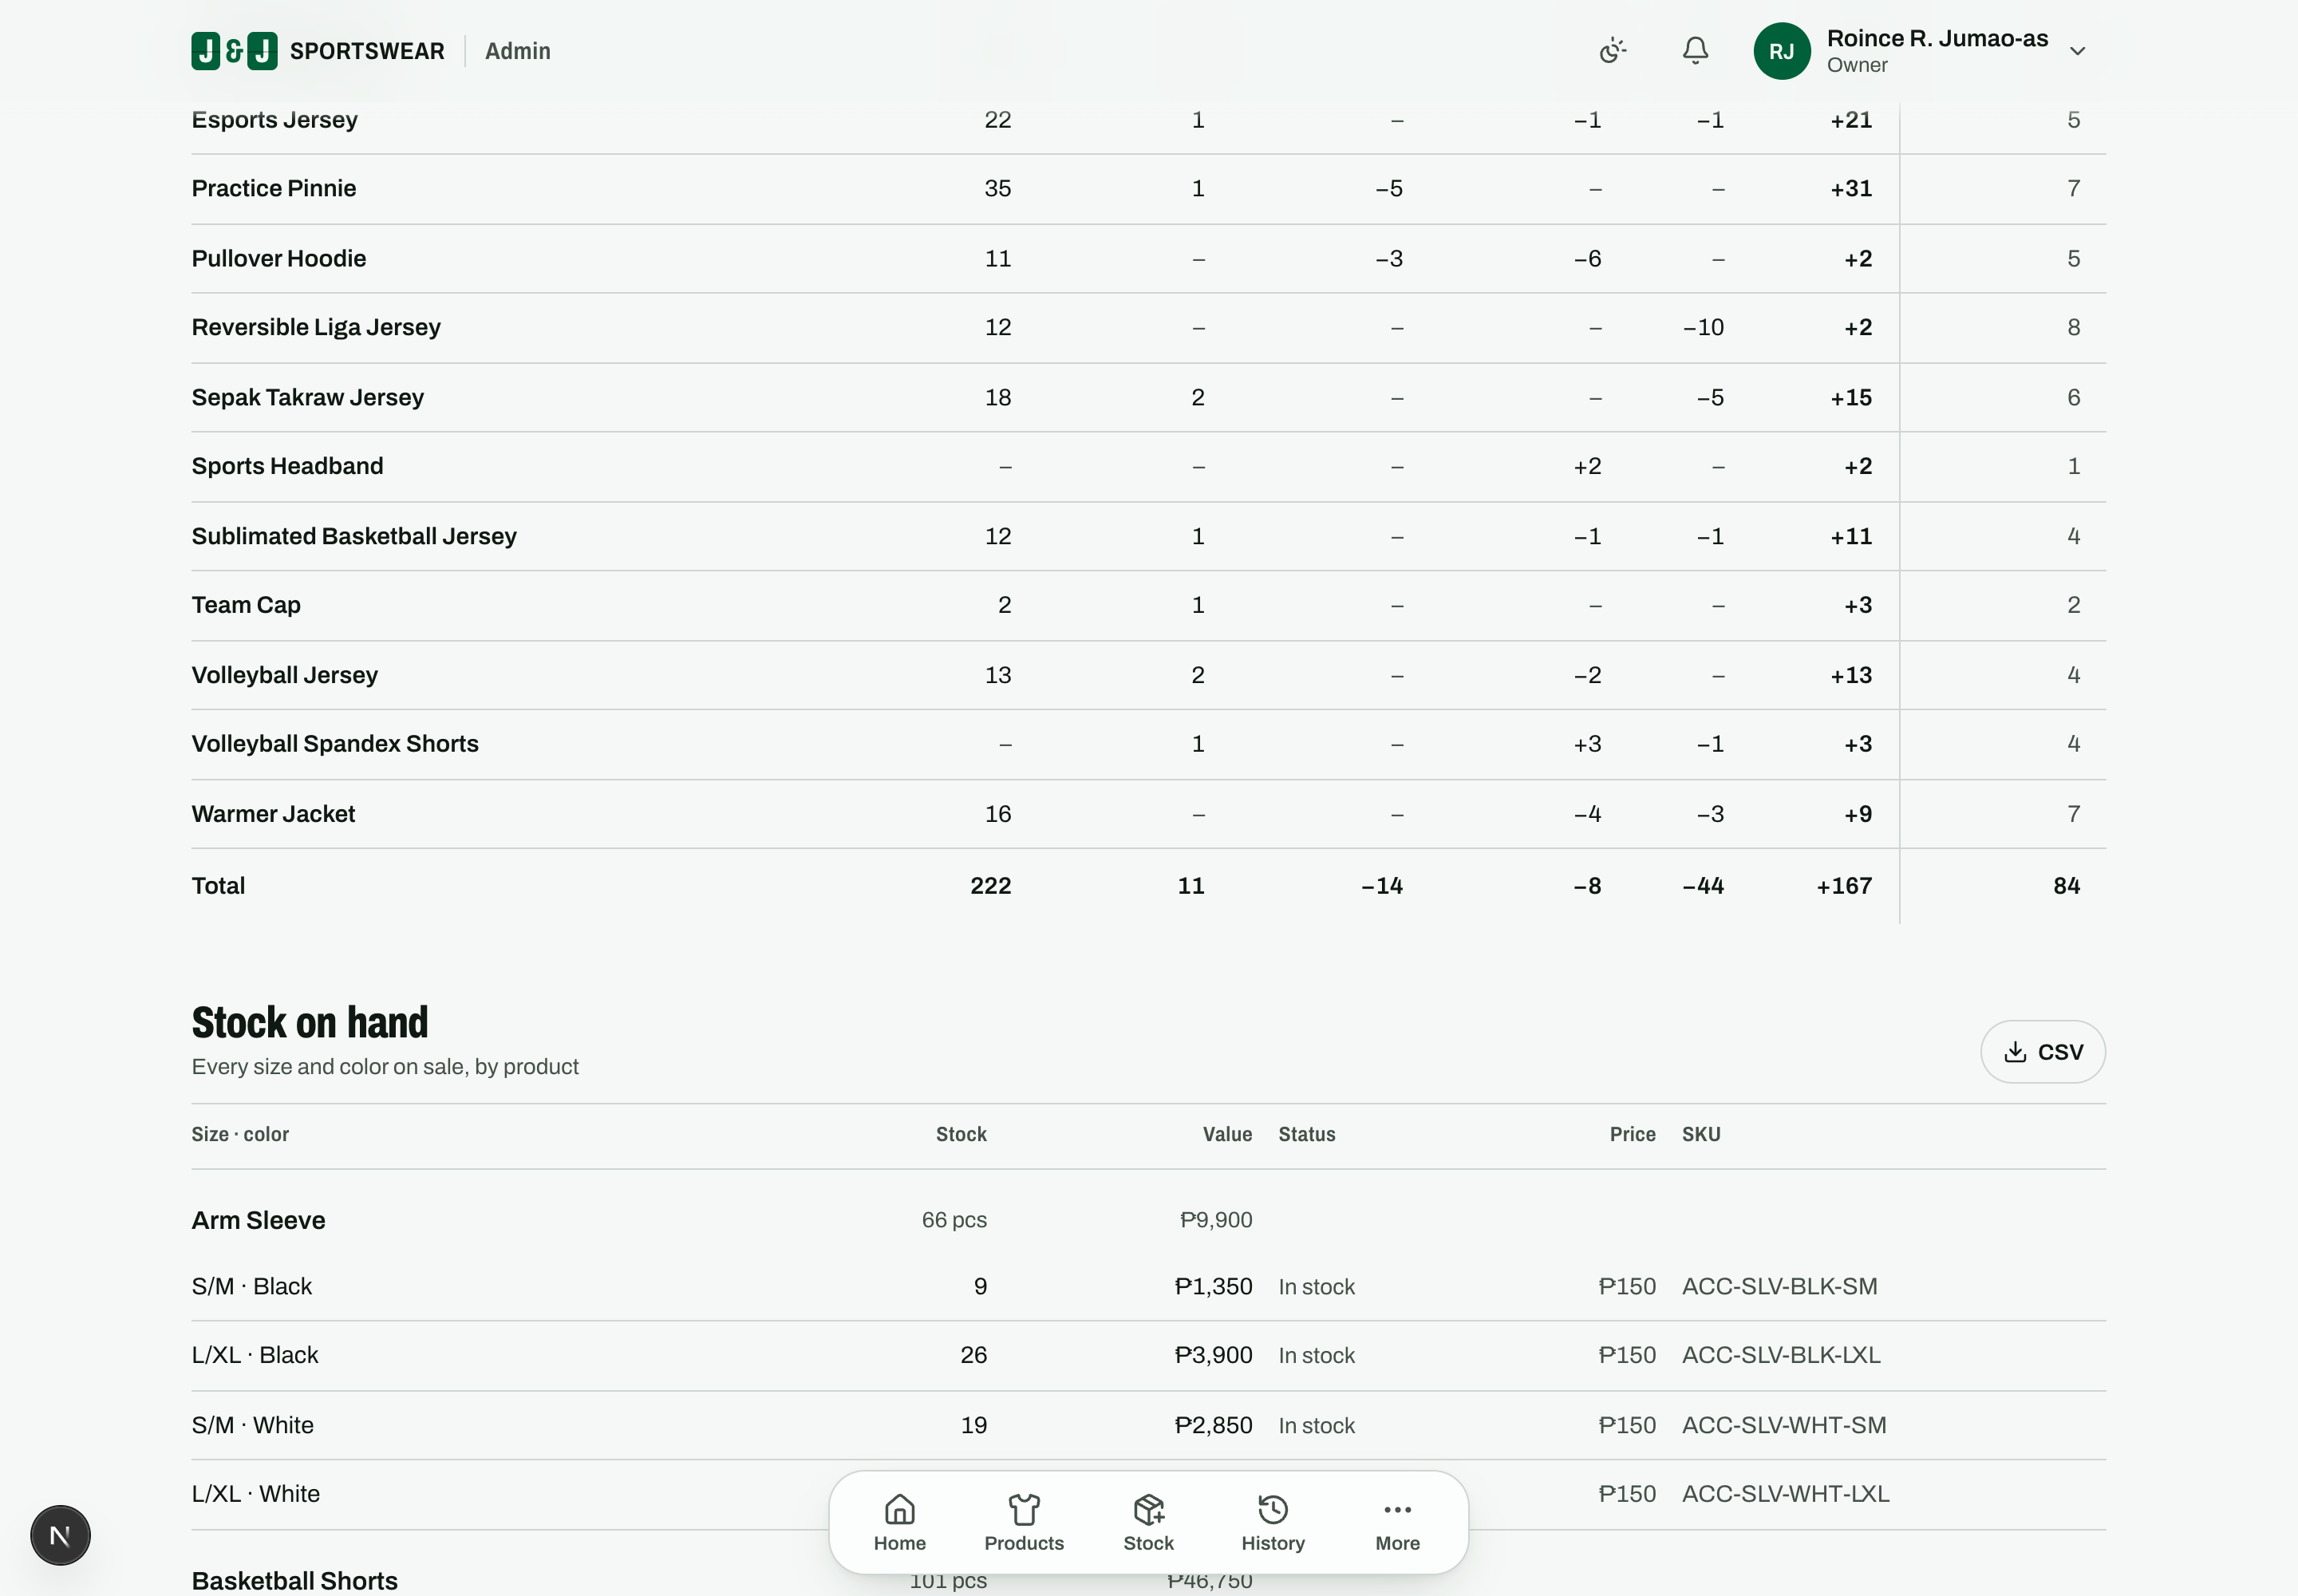 J & J SPORTSWEAR Admin
RJ Roince R. Jumao-as
Owner
Esports Jersey 22 1 – −1 −1 +21 5
Practice Pinnie 35 1 −5 – – +31 7
Pullover Hoodie 11 – −3 −6 – +2 5
Reversible Liga Jersey 12 – – – −10 +2 8
Sepak Takraw Jersey 18 2 – – −5 +15 6
Sports Headband – – – +2 – +2 1
Sublimated Basketball Jersey 12 1 – −1 −1 +11 4
Team Cap 2 1 – – – +3 2
Volleyball Jersey 13 2 – −2 – +13 4
Volleyball Spandex Shorts – 1 – +3 −1 +3 4
Warmer Jacket 16 – – −4 −3 +9 7
Total 222 11 −14 −8 −44 +167 84
Stock on hand
Every size and color on sale, by product
CSV
Size · color Stock Value Status Price SKU
Arm Sleeve 66 pcs ₱9,900
S/M · Black 9 ₱1,350 In stock ₱150 ACC-SLV-BLK-SM
L/XL · Black 26 ₱3,900 In stock ₱150 ACC-SLV-BLK-LXL
S/M · White 19 ₱2,850 In stock ₱150 ACC-SLV-WHT-SM
L/XL · White ₱150 ACC-SLV-WHT-LXL
Basketball Shorts 101 pcs ₱46,750
Home Products Stock History More
N